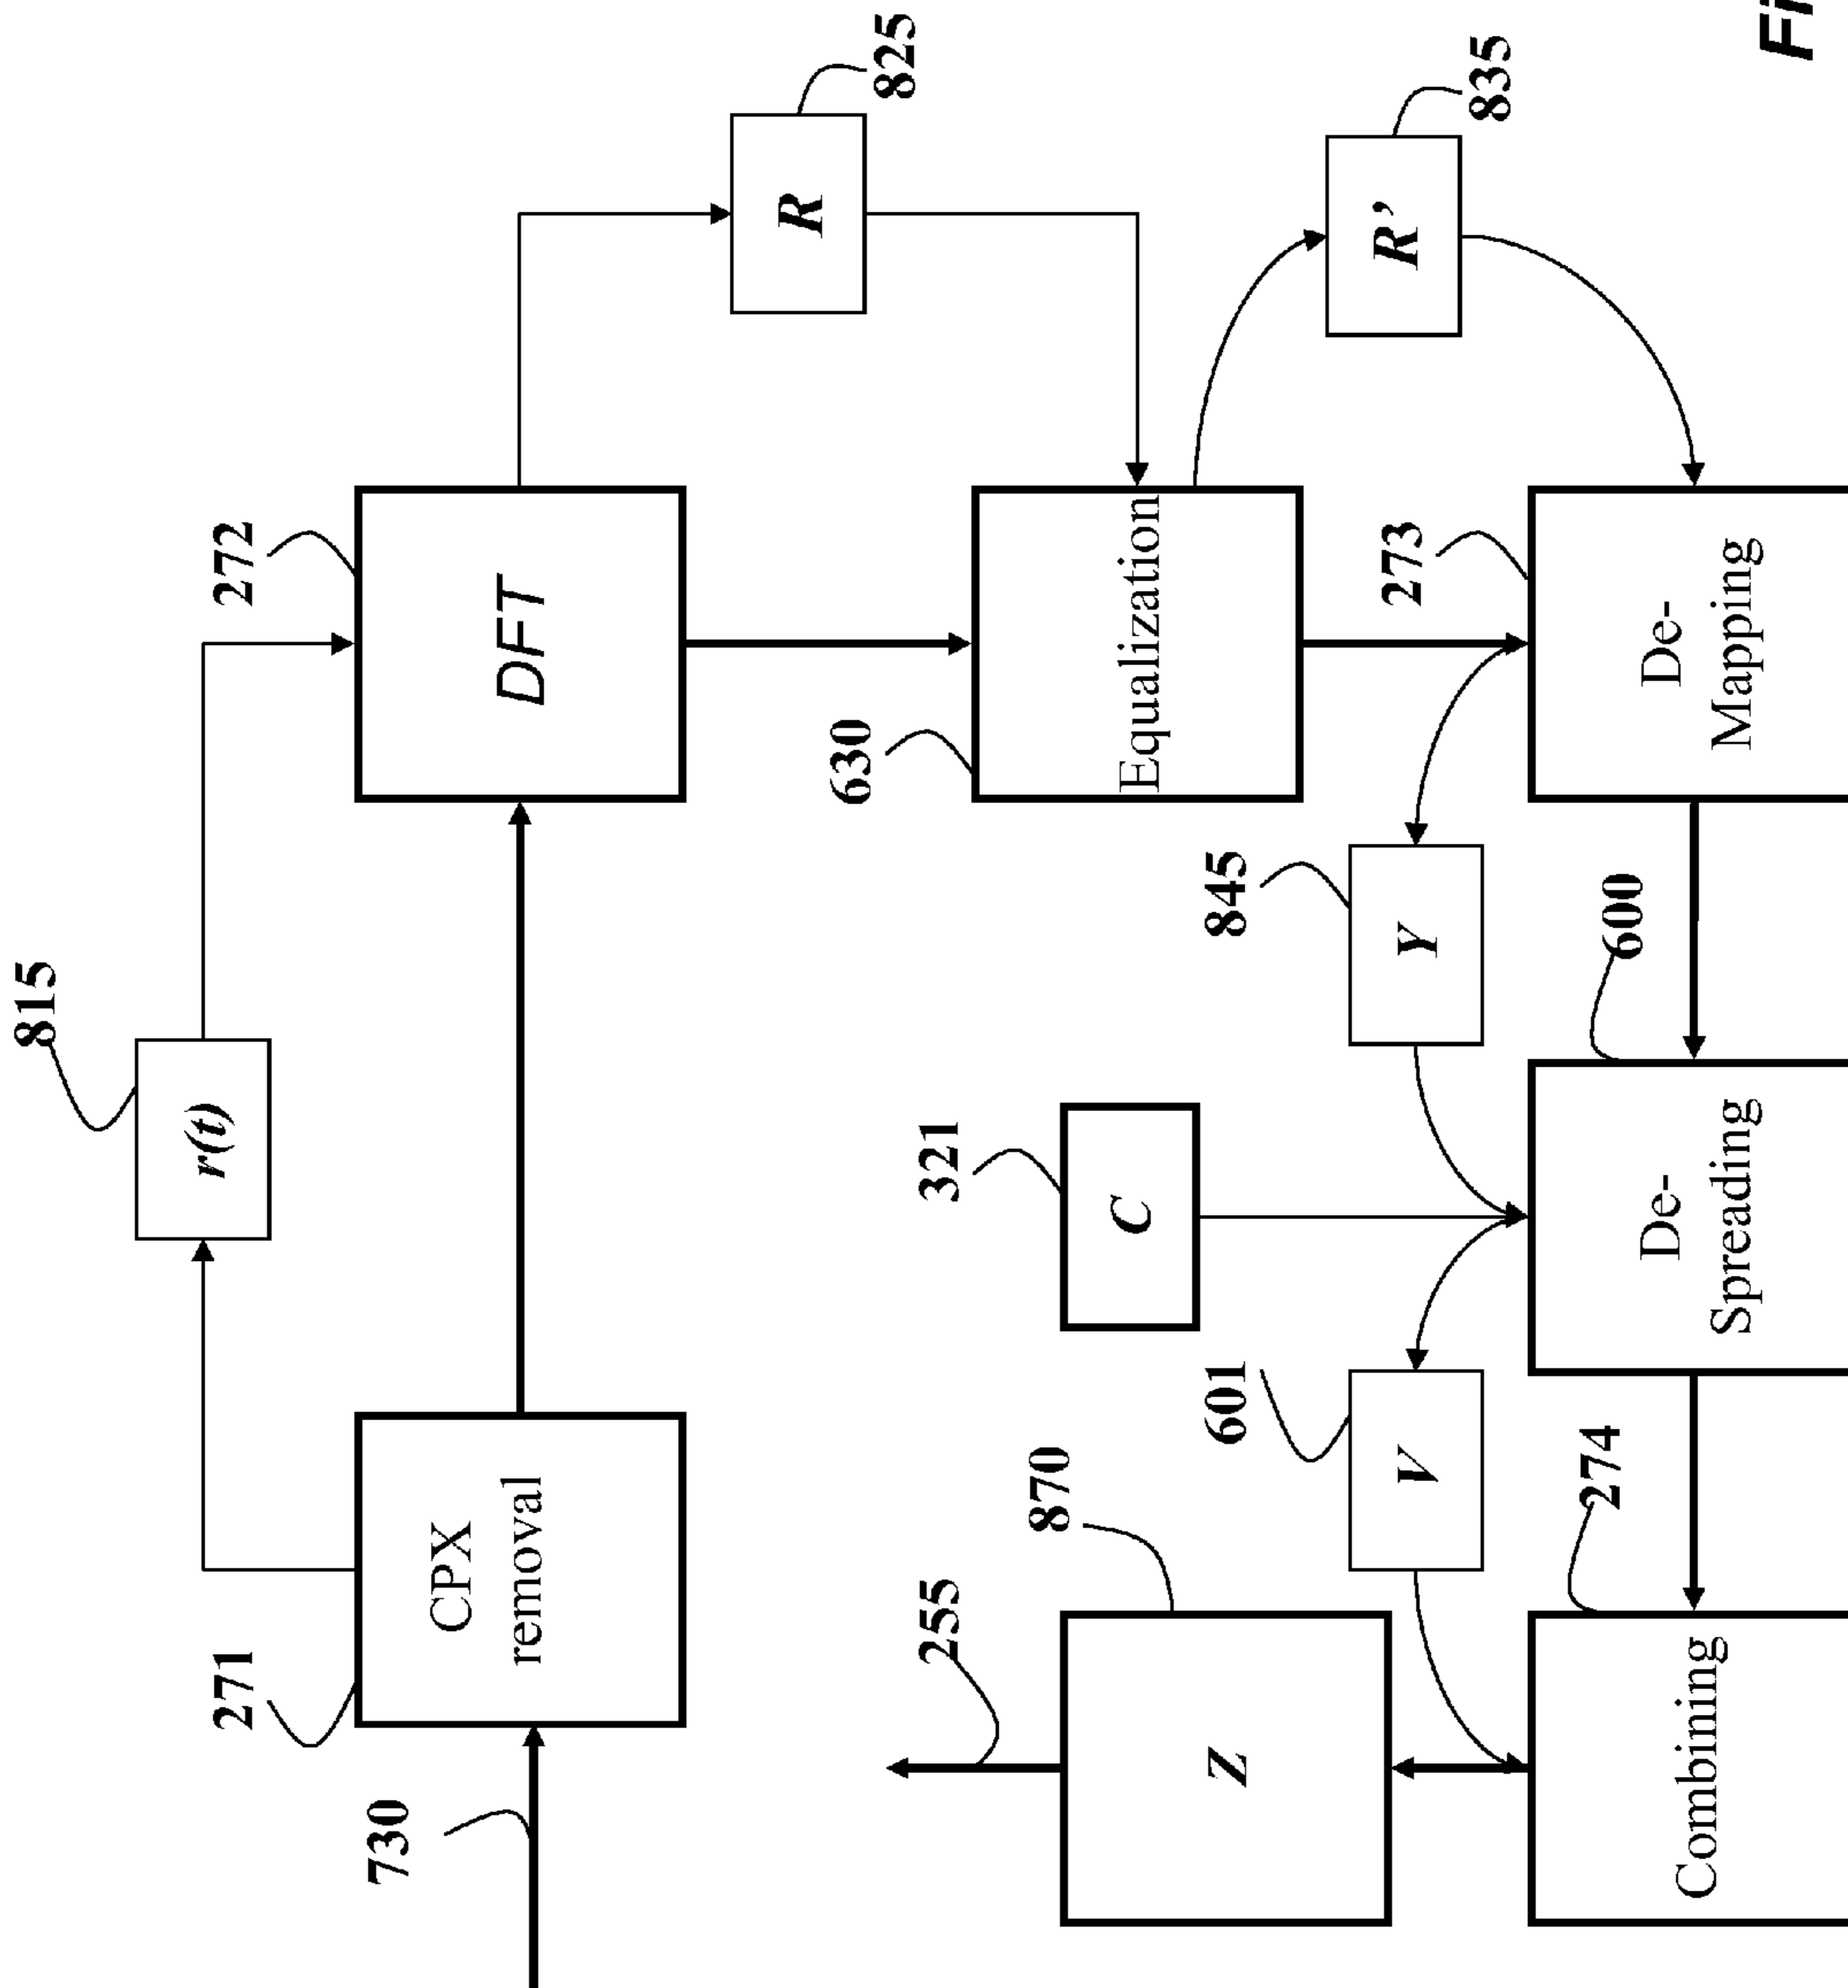 815
r(t)
271
272
730
CPX
removal
DFT
R
825
630
255
321
870
C
Equalization
Z
601
845
V
Y
R’
273
835
274
600
Combining
De-
Spreading
De-
Mapping
Fi